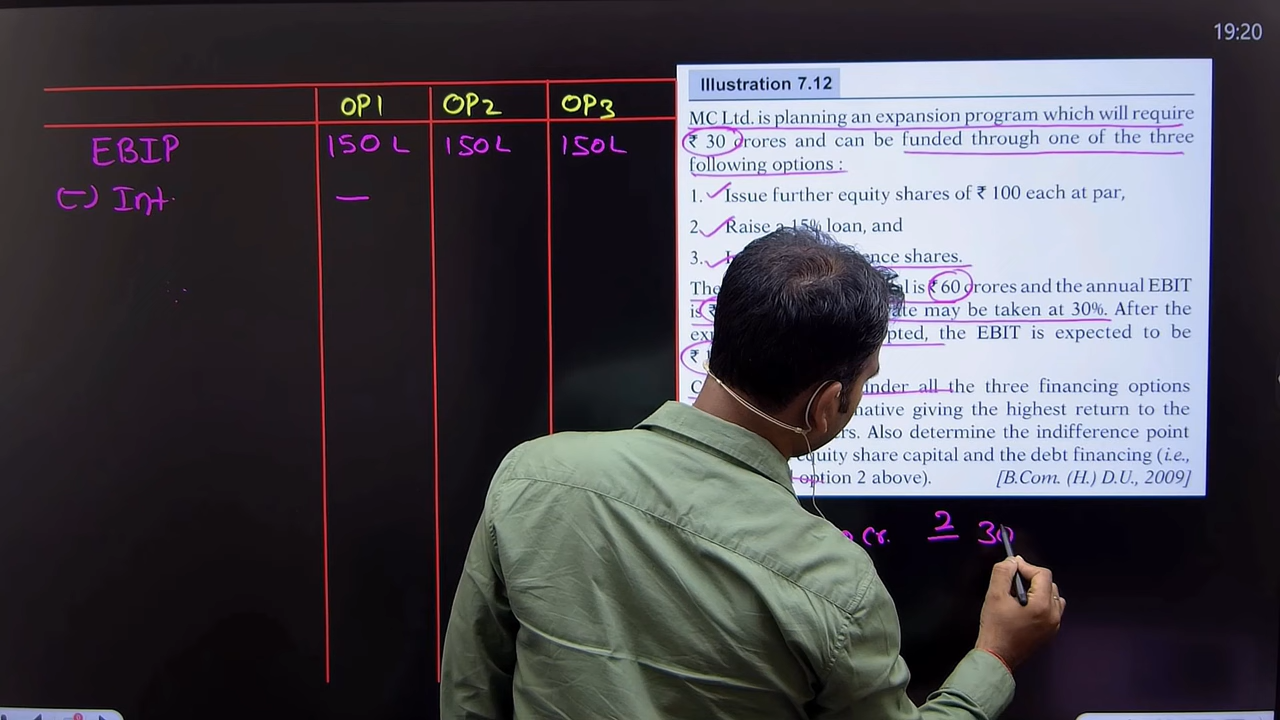 19:20
OP1 OP2 OP3
EBIP 150 L 150L 150L
(-) Int. —
Illustration 7.12
MC Ltd. is planning an expansion program which will require
₹ 30 crores and can be funded through one of the three
following options :
1. Issue further equity shares of ₹ 100 each at par,
2. Raise a 15% loan, and
3. shares.
is ₹ 60 crores and the annual EBIT
is ₹ may be taken at 30%. After the
the EBIT is expected to be
₹
under all the three financing options
giving the highest return to the
Also determine the indifference point
equity share capital and the debt financing (i.e.,
option 2 above). [B.Com. (H.) D.U., 2009]
Cr. 2 30